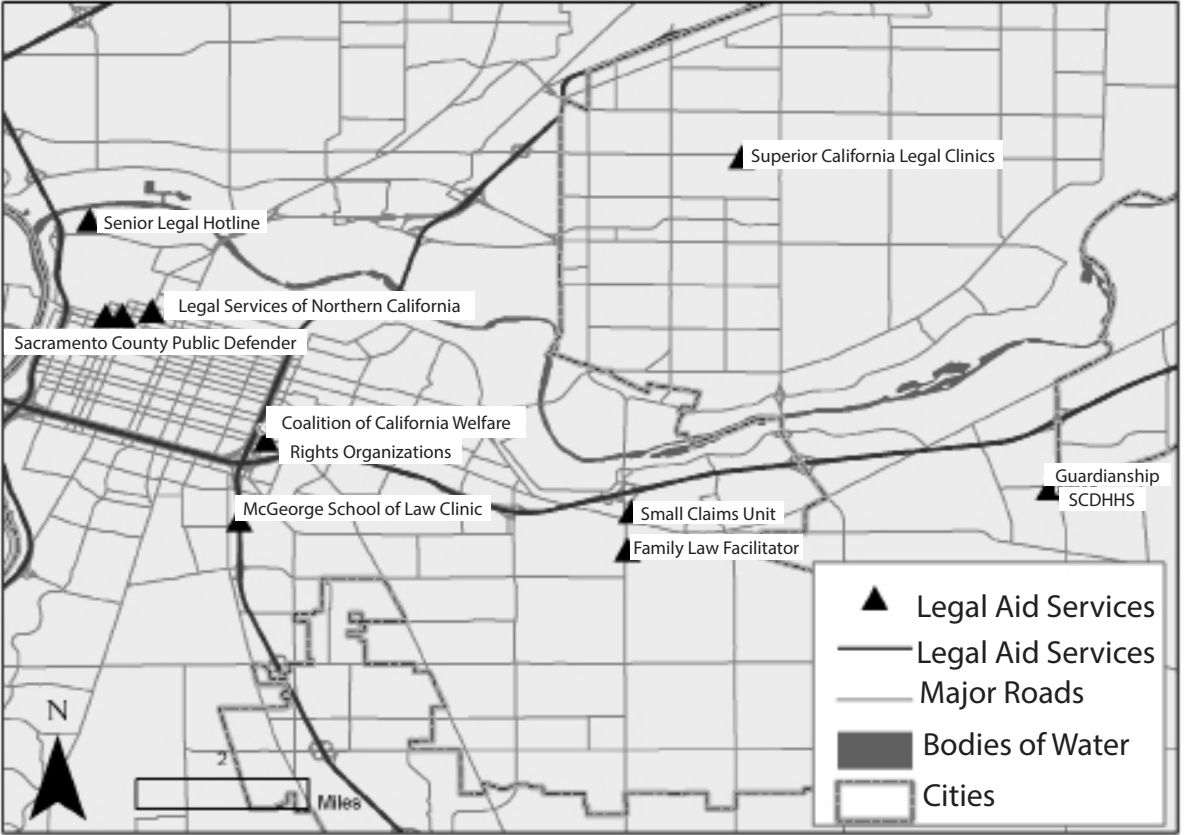 Superior California Legal Clinics
Senior Legal Hotline
Legal Services of Northern California
Sacramento County Public Defender
Coalition of California Welfare
Rights Organizations
Guardianship
SCDHHS
McGeorge School of Law Clinic
Small Claims Unit
Family Law Facilitator
Legal Aid Services
Legal Aid Services
Major Roads
Bodies of Water
Cities
N
2
Miles